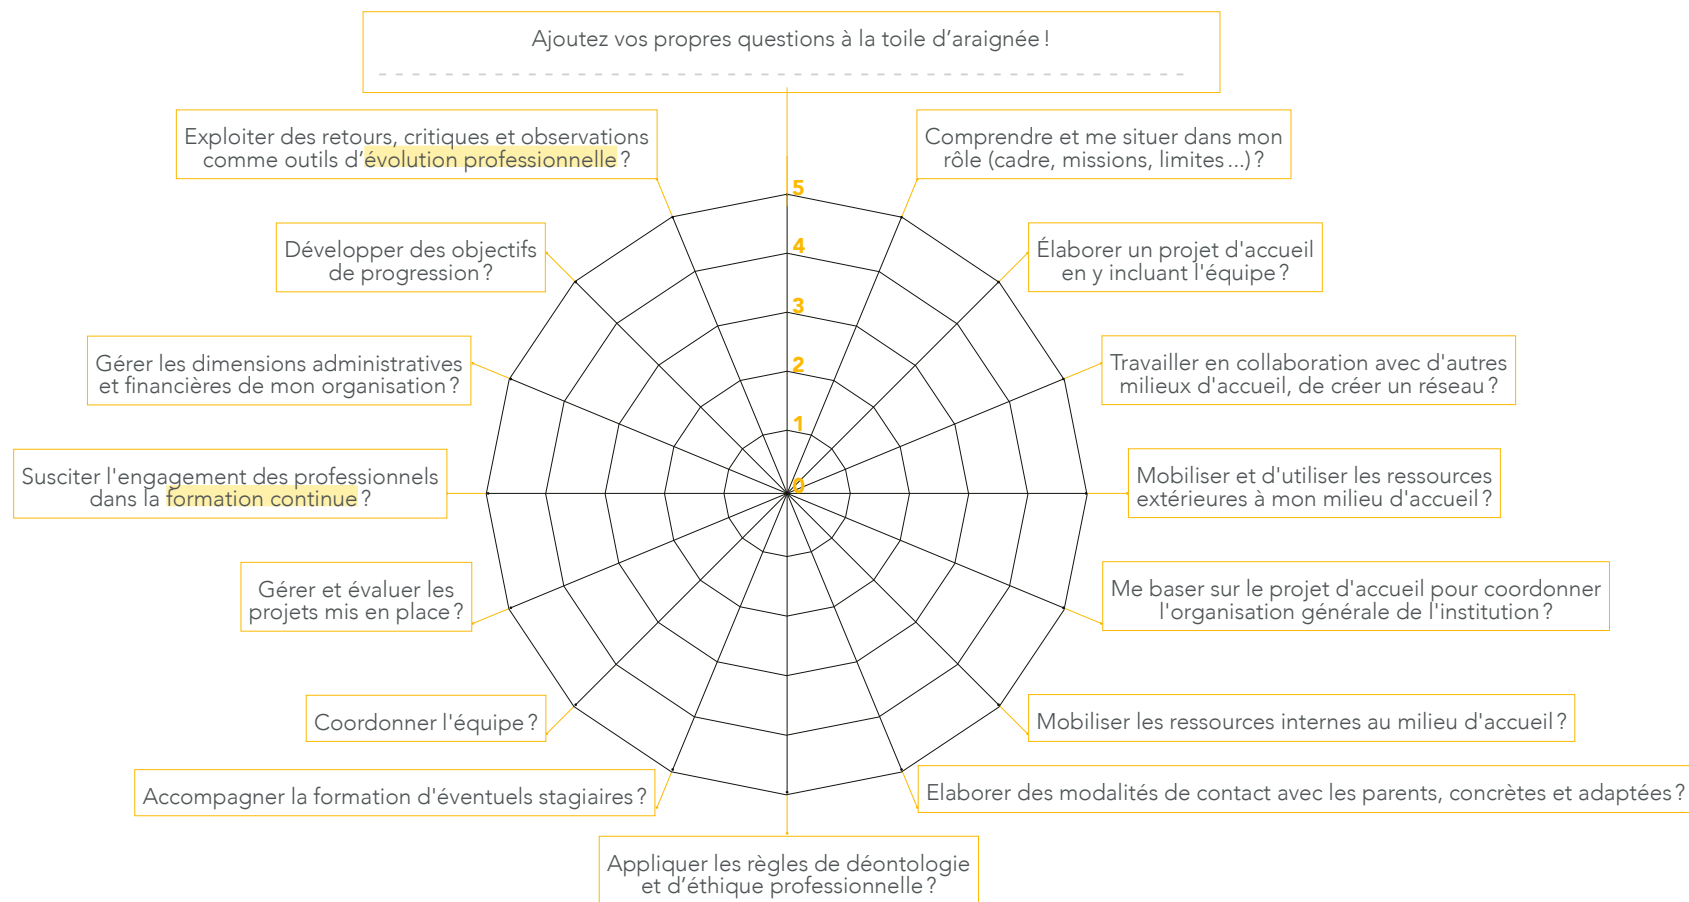 Ajoutez vos propres questions à la toile d’araignée !
Exploiter des retours, critiques et observations
comme outils d’évolution professionnelle ?
Comprendre et me situer dans mon
rôle (cadre, missions, limites ...) ?
Développer des objectifs
de progression ?
Élaborer un projet d'accueil
en y incluant l'équipe ?
Gérer les dimensions administratives
et financières de mon organisation ?
Travailler en collaboration avec d'autres
milieux d'accueil, de créer un réseau ?
Susciter l'engagement des professionnels
dans la formation continue ?
Mobiliser et d'utiliser les ressources
extérieures à mon milieu d'accueil ?
Gérer et évaluer les
projets mis en place ?
Me baser sur le projet d'accueil pour coordonner
l'organisation générale de l'institution ?
Coordonner l'équipe ?
Mobiliser les ressources internes au milieu d'accueil ?
Accompagner la formation d'éventuels stagiaires ?
Elaborer des modalités de contact avec les parents, concrètes et adaptées ?
Appliquer les règles de déontologie
et d’éthique professionnelle ?
5
4
3
2
1
0